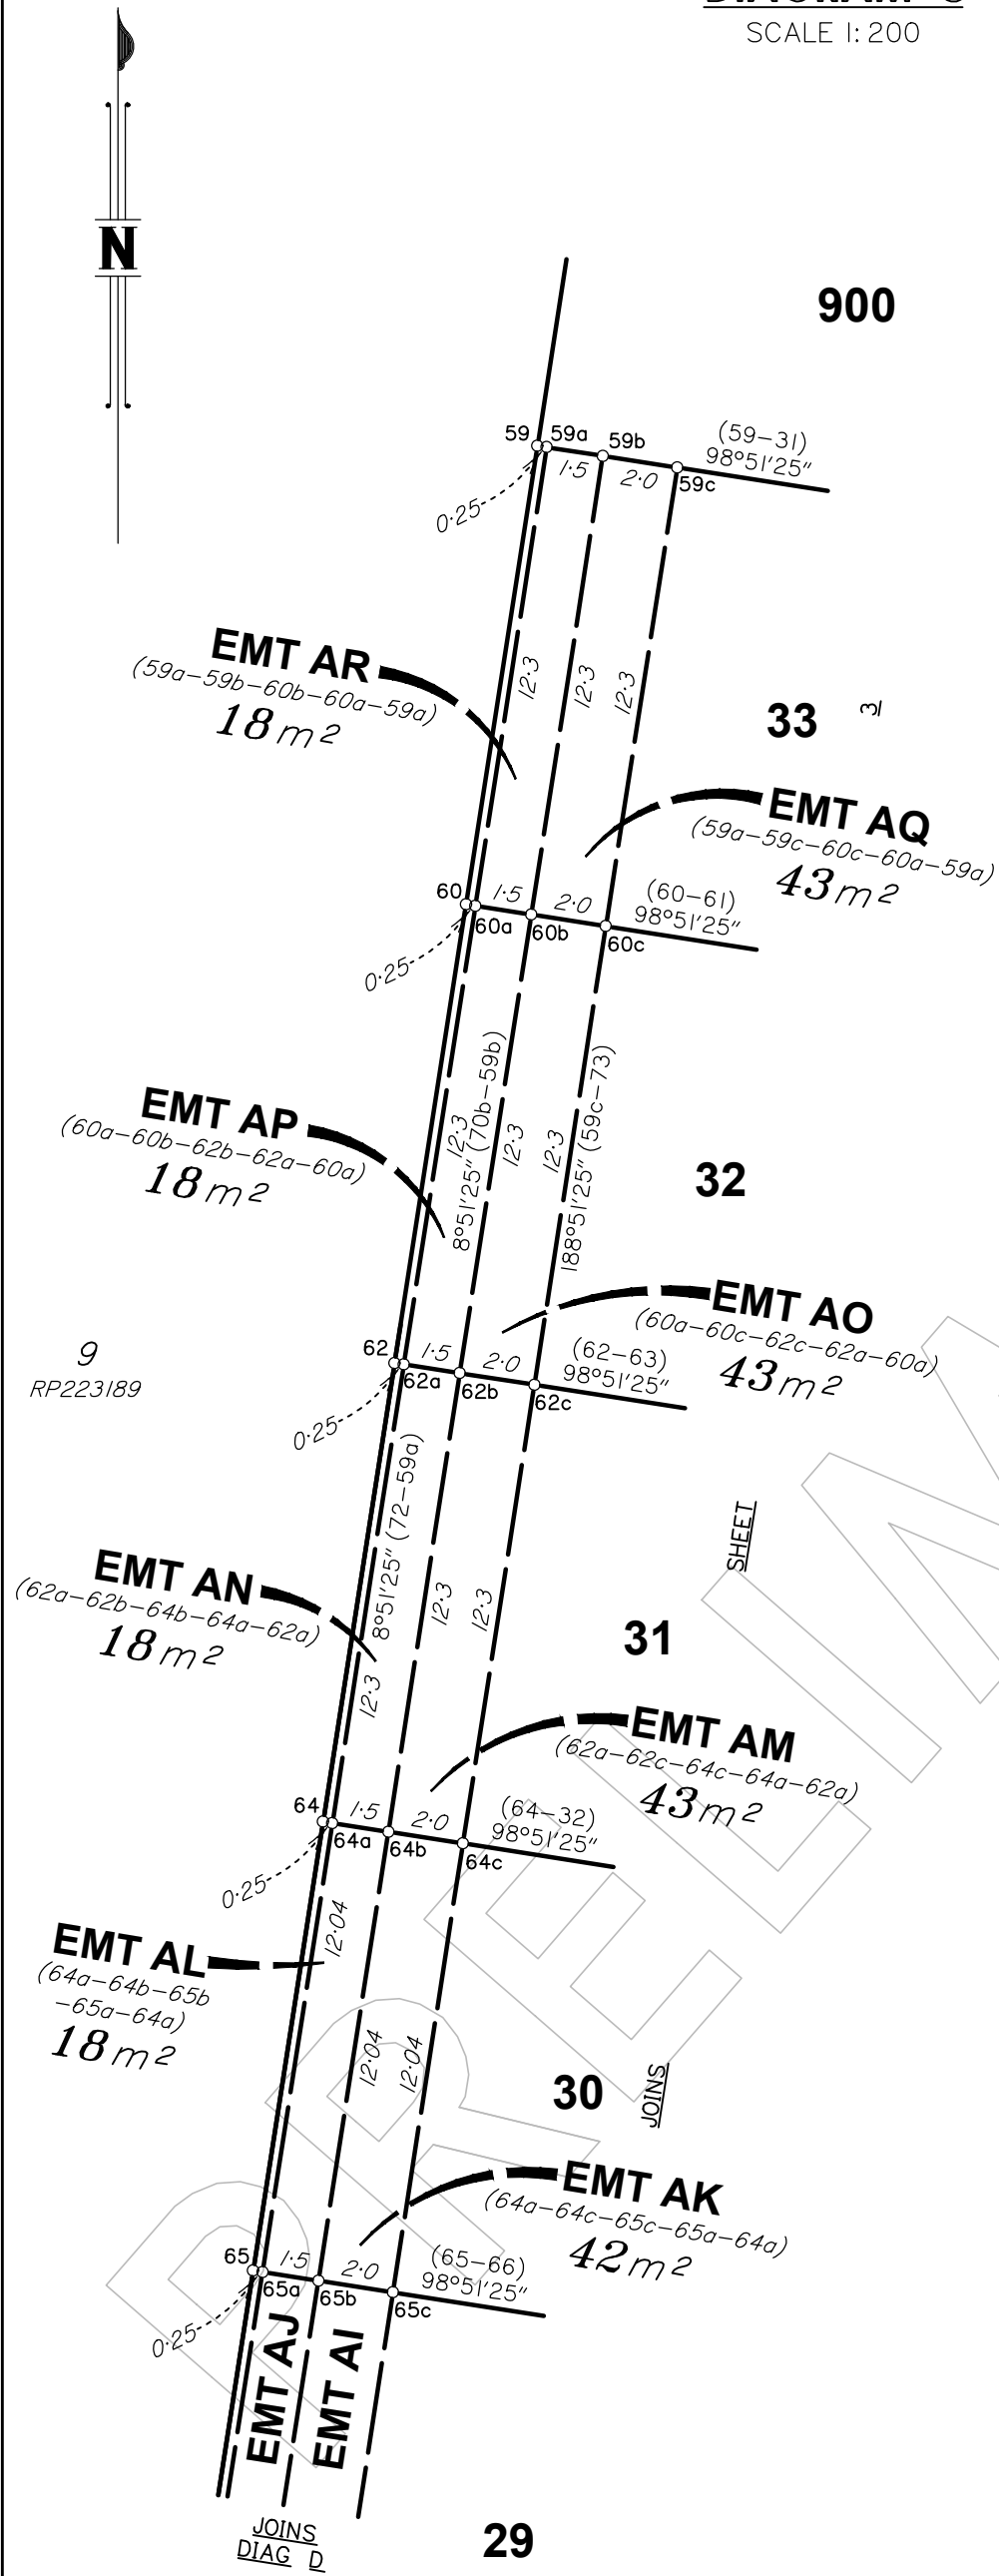 SCALE 1:200
N
900
59
59a
59b
59c
(59-31)
98°51'25"
1·5
2·0
0·25
EMT AR
(59a-59b-60b-60a-59a)
18m²
12·3
12·3
12·3
33
EMT AQ
(59a-59c-60c-60a-59a)
43m²
60
60a
60b
60c
1·5
2·0
(60-61)
98°51'25"
0·25
EMT AP
(60a-60b-62b-62a-60a)
18m²
12·3
8°51'25" (70b-59b)
12·3
12·3
188°51'25" (59c-73)
32
EMT AO
(60a-60c-62c-62a-60a)
43m²
9
RP223189
62
62a
62b
62c
1·5
2·0
(62-63)
98°51'25"
0·25
8°51'25" (72-59a)
SHEET
EMT AN
(62a-62b-64b-64a-62a)
18m²
12·3
12·3
12·3
31
EMT AM
(62a-62c-64c-64a-62a)
43m²
64
64a
64b
64c
1·5
2·0
(64-32)
98°51'25"
0·25
EMT AL
(64a-64b-65b
-65a-64a)
18m²
12·04
12·04
12·04
30
JOINS
EMT AK
(64a-64c-65c-65a-64a)
42m²
65
65a
65b
65c
1·5
2·0
(65-66)
98°51'25"
0·25
EMT AJ
EMT AI
JOINS
DIAG D
29